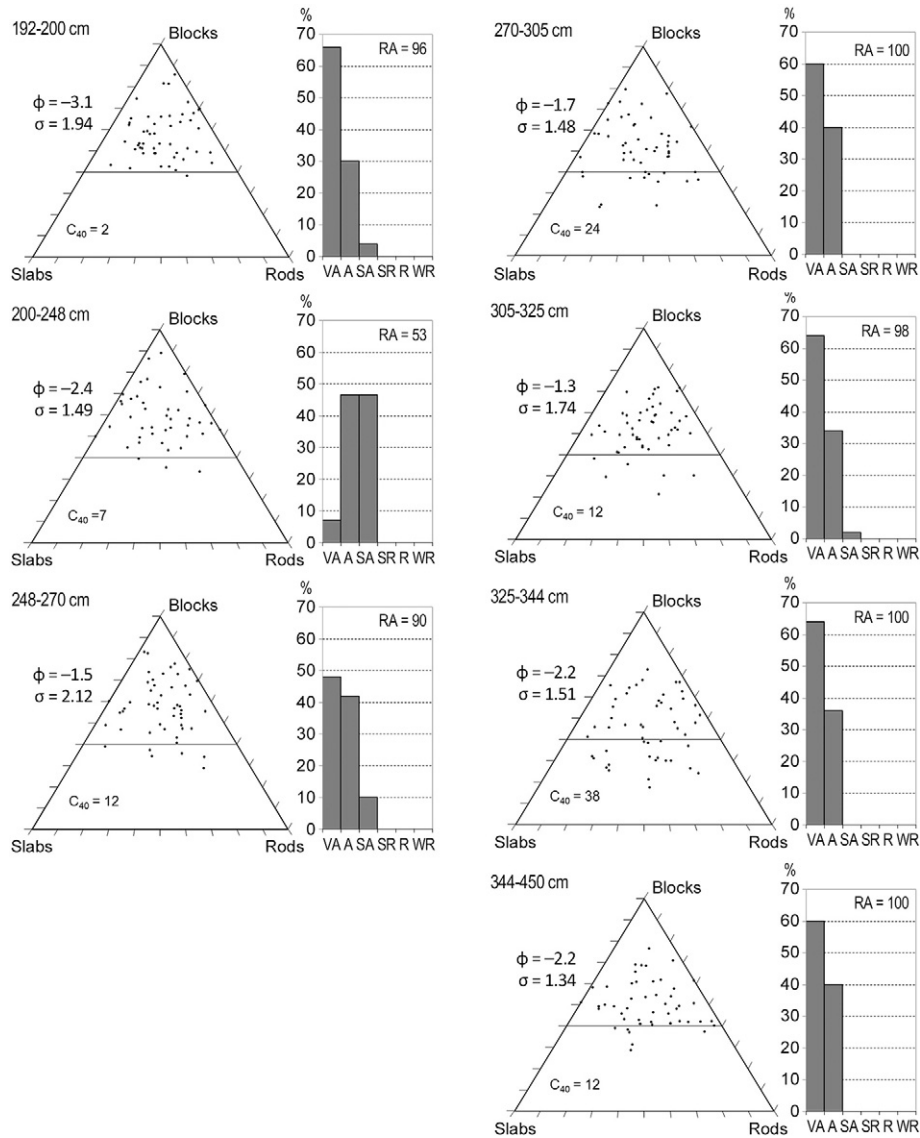 192-200 cm
Blocks
ϕ = –3.1
σ = 1.94
C40 = 2
Slabs
Rods
%
70
60
50
40
30
20
10
0
RA = 96
VA A SA SR R WR
270-305 cm
Blocks
ϕ = –1.7
σ = 1.48
C40 = 24
Slabs
Rods
%
70
60
50
40
30
20
10
0
RA = 100
VA A SA SR R WR
200-248 cm
Blocks
ϕ = –2.4
σ = 1.49
C40 =7
Slabs
Rods
%
70
60
50
40
30
20
10
0
RA = 53
VA A SA SR R WR
305-325 cm
Blocks
ϕ = –1.3
σ = 1.74
C40 = 12
Slabs
Rods
%
70
60
50
40
30
20
10
0
RA = 98
VA A SA SR R WR
248-270 cm
Blocks
ϕ = –1.5
σ = 2.12
C40 = 12
Slabs
Rods
%
70
60
50
40
30
20
10
0
RA = 90
VA A SA SR R WR
325-344 cm
Blocks
ϕ = –2.2
σ = 1.51
C40 = 38
Slabs
Rods
%
70
60
50
40
30
20
10
0
RA = 100
VA A SA SR R WR
344-450 cm
Blocks
ϕ = –2.2
σ = 1.34
C40 = 12
Slabs
Rods
%
70
60
50
40
30
20
10
0
RA = 100
VA A SA SR R WR